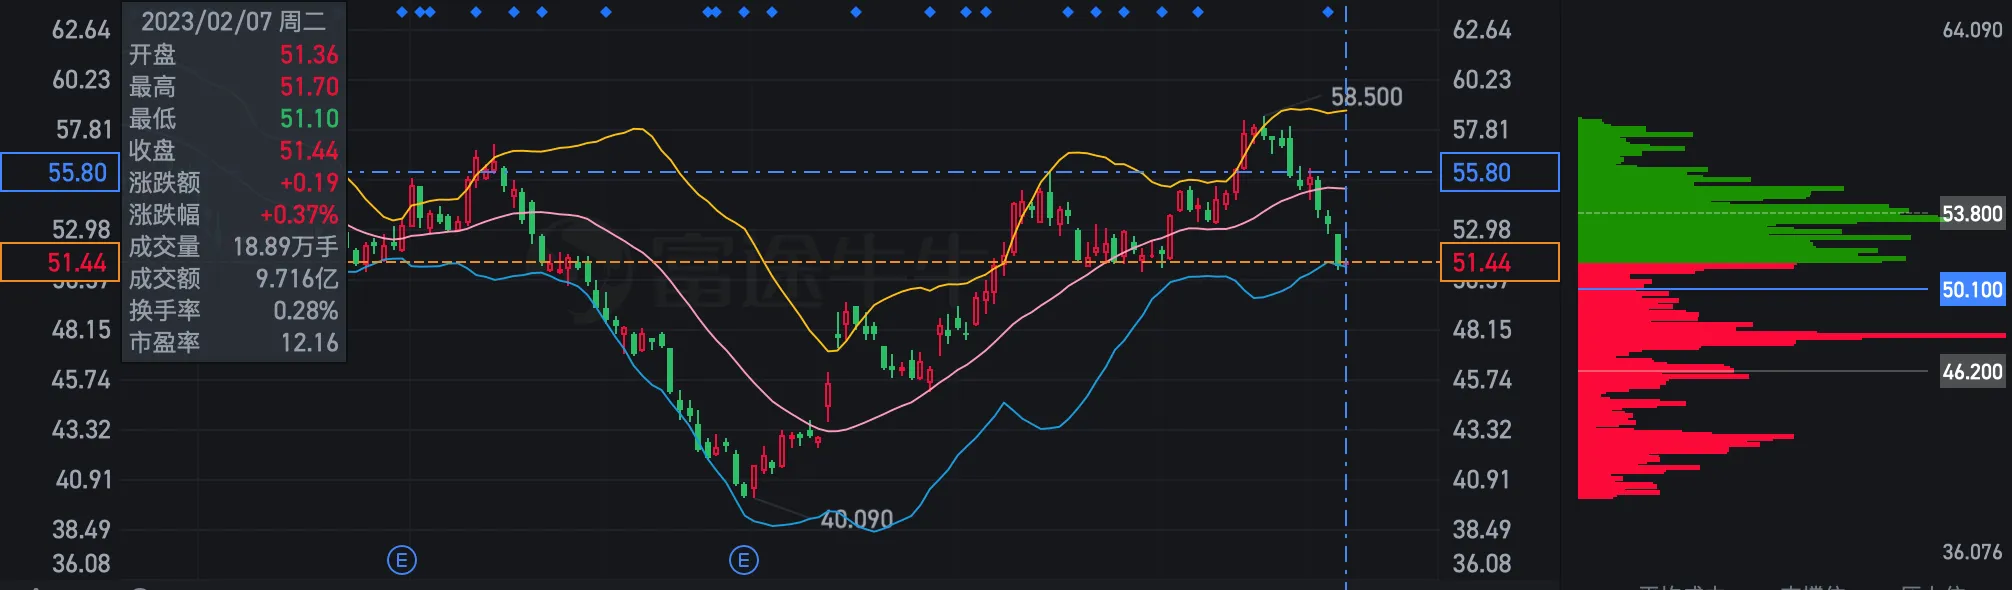 62.64
60.23
57.81
55.80
52.98
51.44
48.15
45.74
43.32
40.91
38.49
36.08
2023/02/07 周二
开盘 51.36
最高 51.70
最低 51.10
收盘 51.44
涨跌额 +0.19
涨跌幅 +0.37%
成交量 18.89万手
成交额 9.716亿
换手率 0.28%
市盈率 12.16
58.500
40.090
富途牛牛
E
E
62.64
60.23
57.81
55.80
52.98
51.44
48.15
45.74
43.32
40.91
38.49
36.08
64.090
53.800
50.100
46.200
36.076